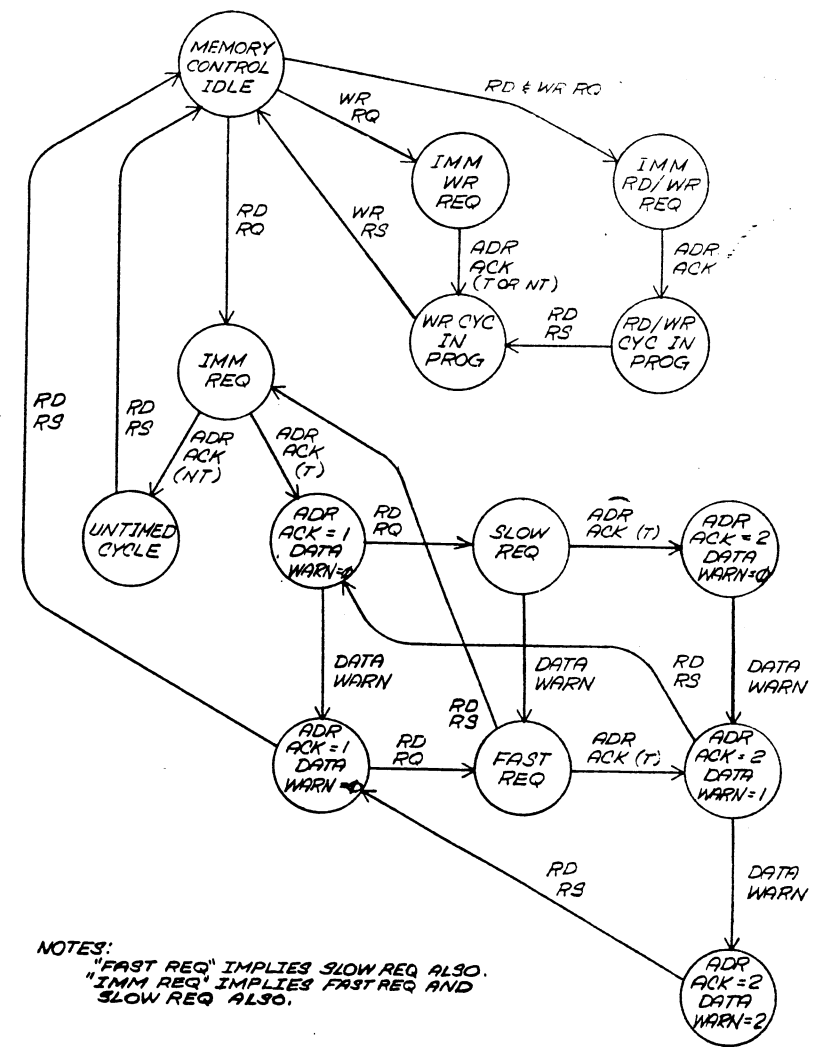 MEMORY
CONTROL
IDLE
RD & WR RQ
WR
RQ
IMM
WR
REQ
IMM
RD/WR
REQ
RD
RQ
WR
RS
ADR
ACK
(T OR NT)
ADR
ACK
WR CYC
IN
PROG
RD
RS
RD/WR
CYC IN
PROG
IMM
REQ
RD
RS
RD
RS
ADR
ACK
(NT)
ADR
ACK
(T)
UNTIMED
CYCLE
ADR
ACK=1
DATA
WARN=0
RD
RQ
SLOW
REQ
ADR
ACK (T)
ADR
ACK=2
DATA
WARN=0
DATA
WARN
DATA
WARN
RD
RS
DATA
WARN
ADR
ACK=1
DATA
RD
RQ
RD
RS
FAST
REQ
ADR
ACK (T)
ADR
ACK=2
DATA
WARN=1
RD
RS
DATA
WARN
ADR
ACK=2
DATA
WARN=2
NOTES:
"FAST REQ" IMPLIES SLOW REQ ALSO.
"IMM REQ" IMPLIES FAST REQ AND
SLOW REQ ALSO.